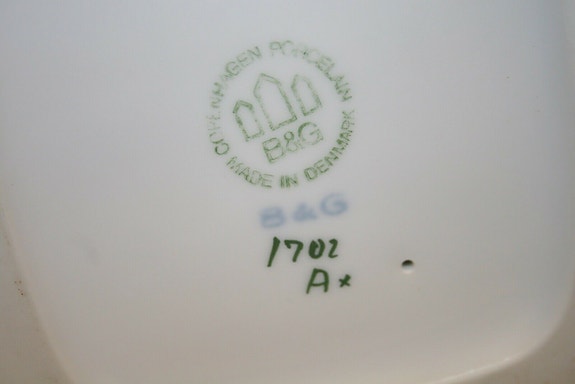 COPENHAGEN PORCELAIN
B&G
MADE IN DENMARK
B & G
1702
A x